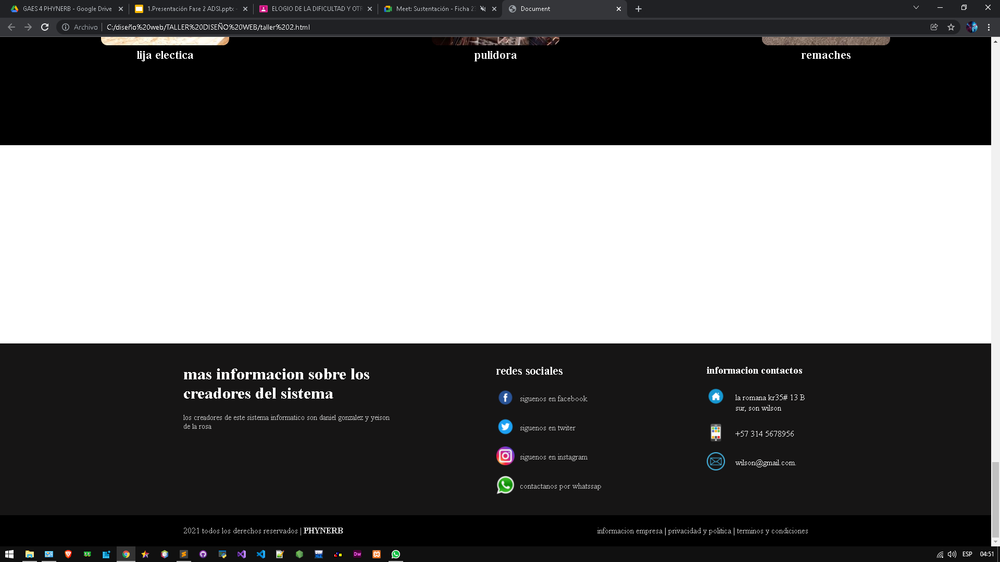 GAES 4 PHYNERB - Google Drive
1.Presentación Fase 2 ADSI.pptx -
ELOGIO DE LA DIFICULTAD Y OTR
Meet: Sustentación - Ficha 23
Document
Archivo
C:/diseño%20web/TALLER%20DISEÑO%20WEB/taller%202.html
lija electica
pulidora
remaches
mas informacion sobre los
creadores del sistema
los creadores de este sistema informatico son daniel gonzalez y yeison
de la rosa
redes sociales
siguenos en facebook
siguenos en twiter
siguenos en instagram
contactanos por whatssap
informacion contactos
la romana kr35# 13 B
sur, son wilson
+57 314 5678956
wilson@gmail.com.
2021 todos los derechos reservados | PHYNERB
informacion empresa | privacidad y politica | terminos y condiciones
DEV
Dw
ESP
04:51